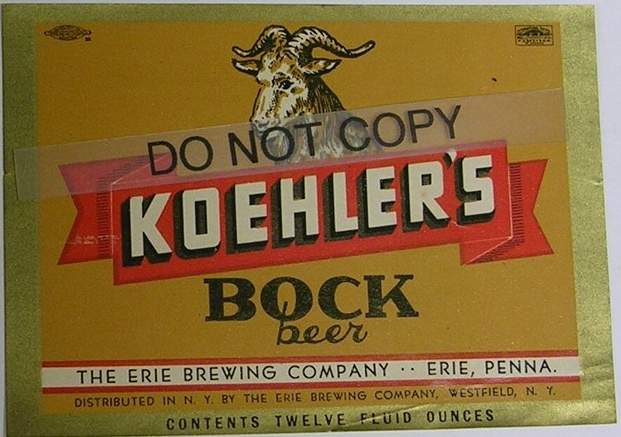 DO NOT COPY
KOEHLER'S
BOCK
beer
THE ERIE BREWING COMPANY ·· ERIE, PENNA.
DISTRIBUTED IN N. Y. BY THE ERIE BREWING COMPANY, WESTFIELD, N. Y.
CONTENTS TWELVE FLUID OUNCES